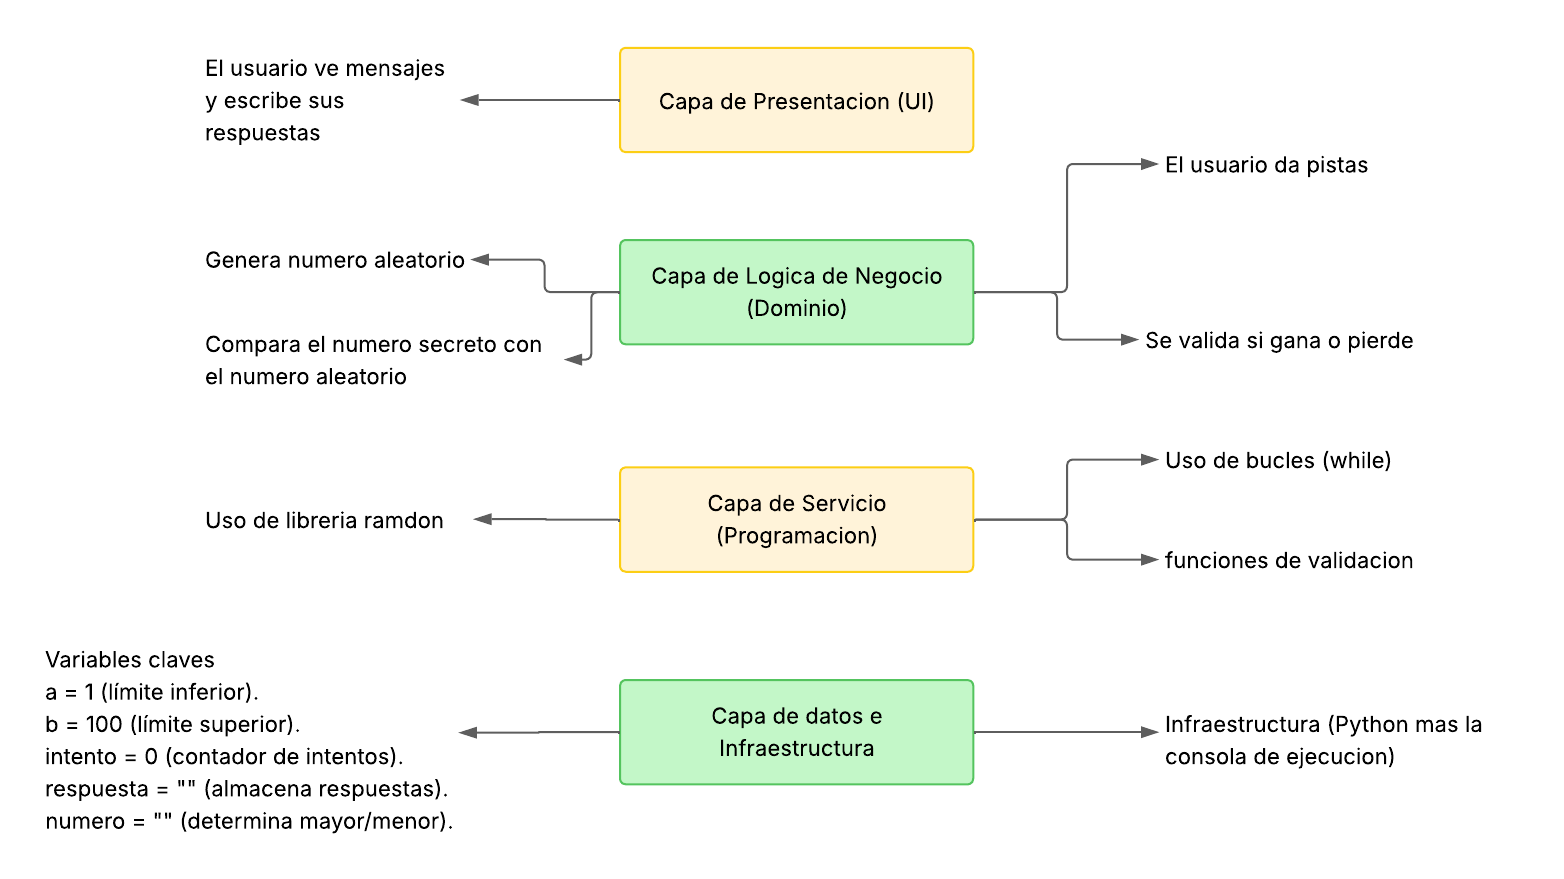 El usuario ve mensajes
y escribe sus
respuestas
Capa de Presentacion (UI)
El usuario da pistas
Genera numero aleatorio
Capa de Logica de Negocio
(Dominio)
Compara el numero secreto con
el numero aleatorio
Se valida si gana o pierde
Uso de bucles (while)
Capa de Servicio
(Programacion)
Uso de libreria ramdon
funciones de validacion
Variables claves
a = 1 (límite inferior).
b = 100 (límite superior).
intento = 0 (contador de intentos).
respuesta = "" (almacena respuestas).
numero = "" (determina mayor/menor).
Capa de datos e
Infraestructura
Infraestructura (Python mas la
consola de ejecucion)